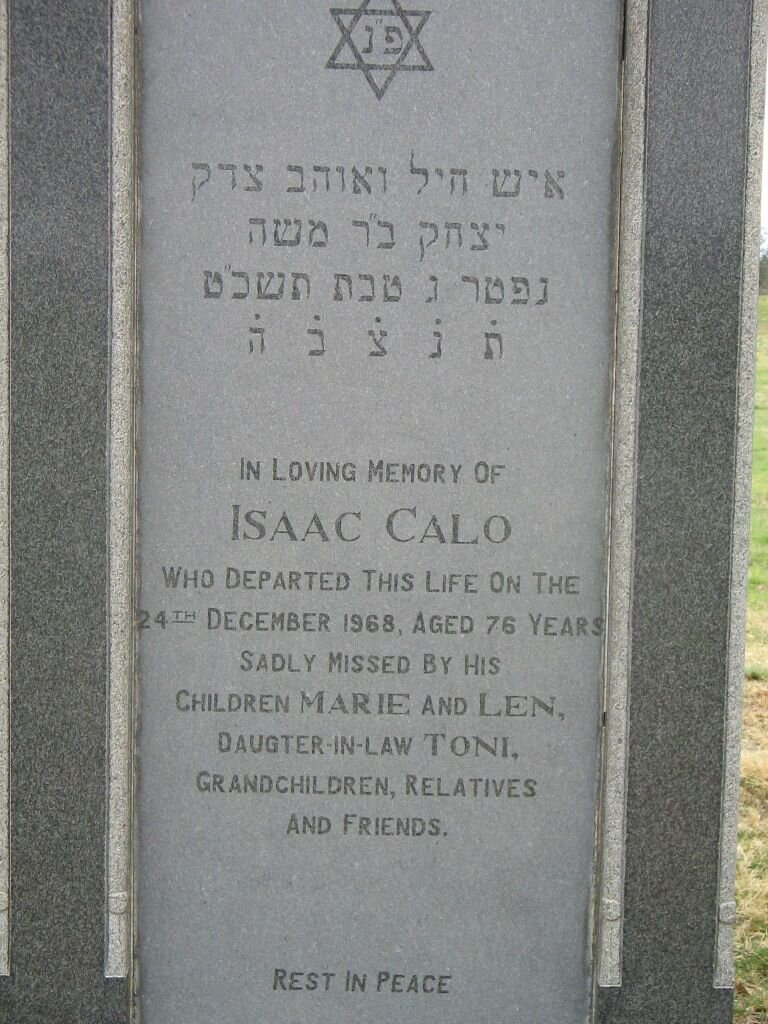 פ״נ
איש חיל ואוהב צדק
יצחק ב״ר משה
נפטר ג טבת תשכ״ט
תׄ נׄ צׄ בׄ הׄ
IN LOVING MEMORY OF
ISAAC CALO
WHO DEPARTED THIS LIFE ON THE
24TH DECEMBER 1968, AGED 76 YEARS
SADLY MISSED BY HIS
CHILDREN MARIE AND LEN,
DAUGTER-IN-LAW TONI,
GRANDCHILDREN, RELATIVES
AND FRIENDS.
REST IN PEACE